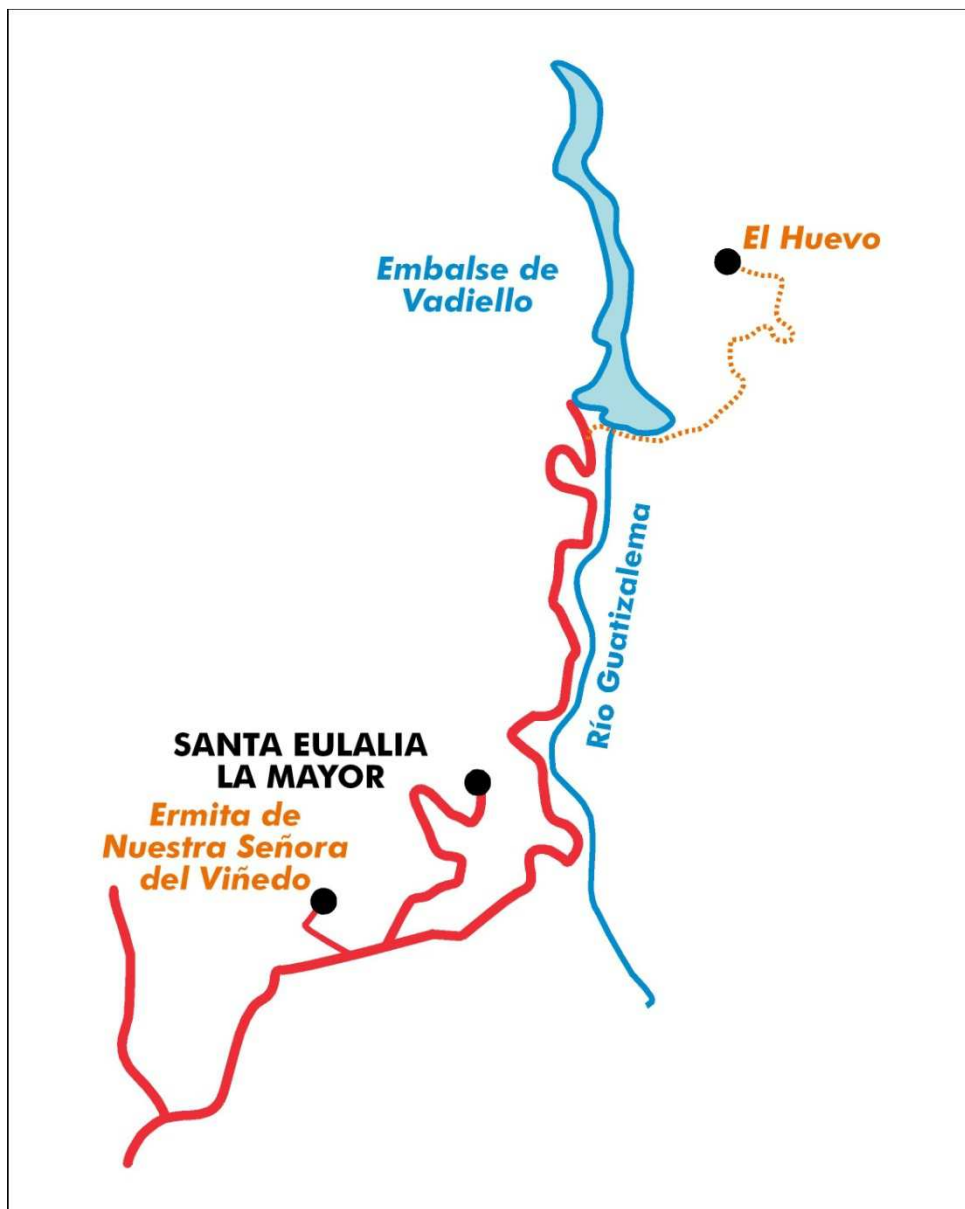 El Huevo
Embalse de
Vadiello
Río Guatizalema
SANTA EULALIA
LA MAYOR
Ermita de
Nuestra Señora
del Viñedo